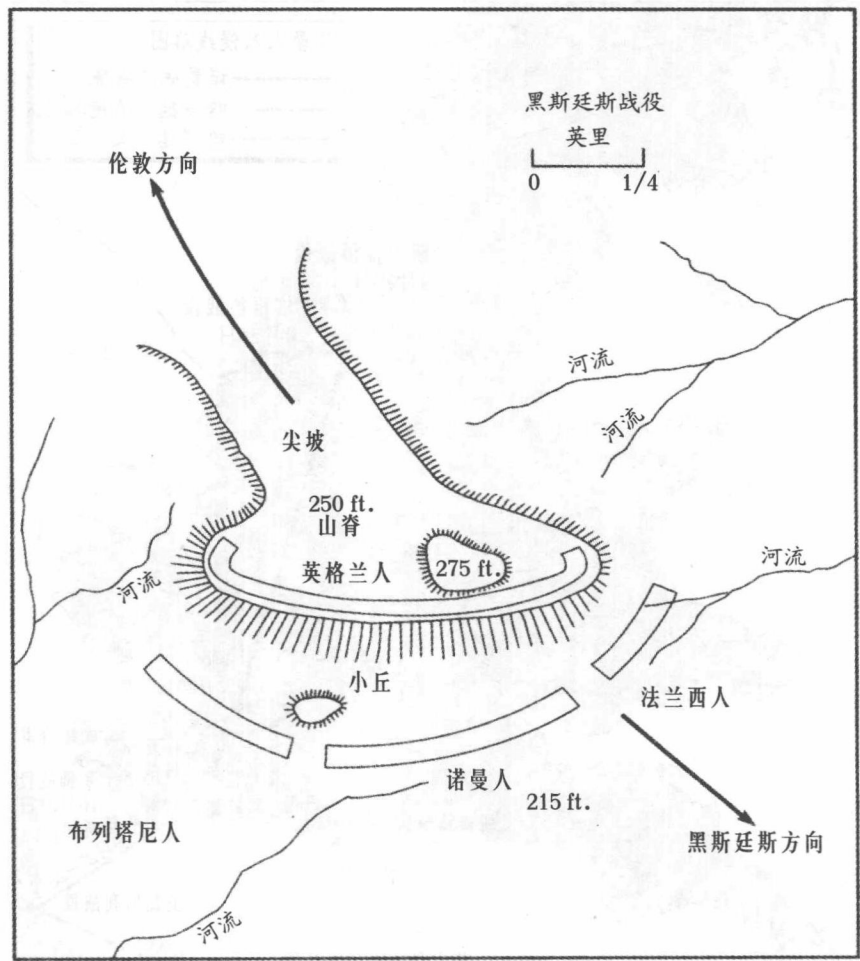 黑斯廷斯战役
英里
0 1/4
伦敦方向
河流
河流
尖坡
250 ft.
山脊
英格兰人
275 ft.
河流
河流
小丘
法兰西人
诺曼人
215 ft.
布列塔尼人
黑斯廷斯方向
河流